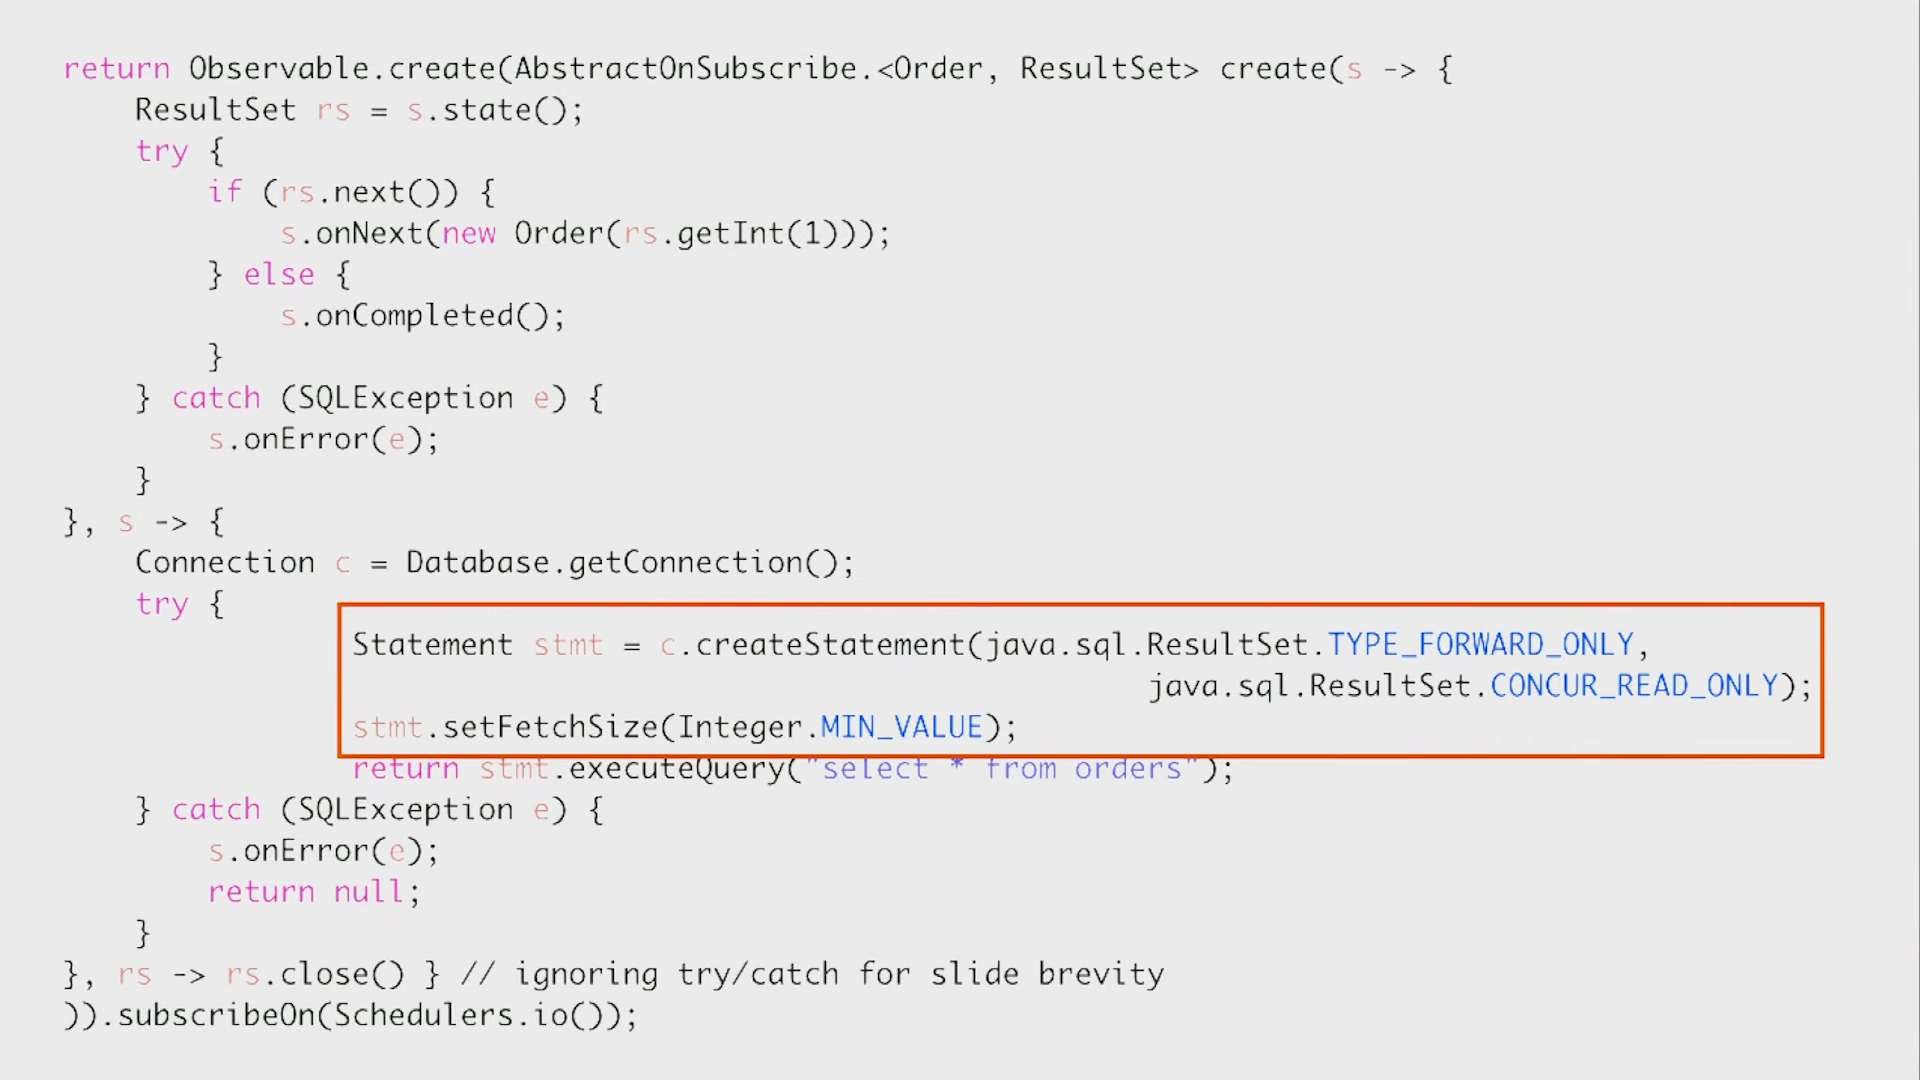 return Observable.create(AbstractOnSubscribe.<Order, ResultSet> create(s -> {
    ResultSet rs = s.state();
    try {
        if (rs.next()) {
            s.onNext(new Order(rs.getInt(1)));
        } else {
            s.onCompleted();
        }
    } catch (SQLException e) {
        s.onError(e);
    }
}, s -> {
    Connection c = Database.getConnection();
    try {
                Statement stmt = c.createStatement(java.sql.ResultSet.TYPE_FORWARD_ONLY,
                                                            java.sql.ResultSet.CONCUR_READ_ONLY);
                stmt.setFetchSize(Integer.MIN_VALUE);
                return stmt.executeQuery("select * from orders");
    } catch (SQLException e) {
        s.onError(e);
        return null;
    }
}, rs -> rs.close() } // ignoring try/catch for slide brevity
)).subscribeOn(Schedulers.io());